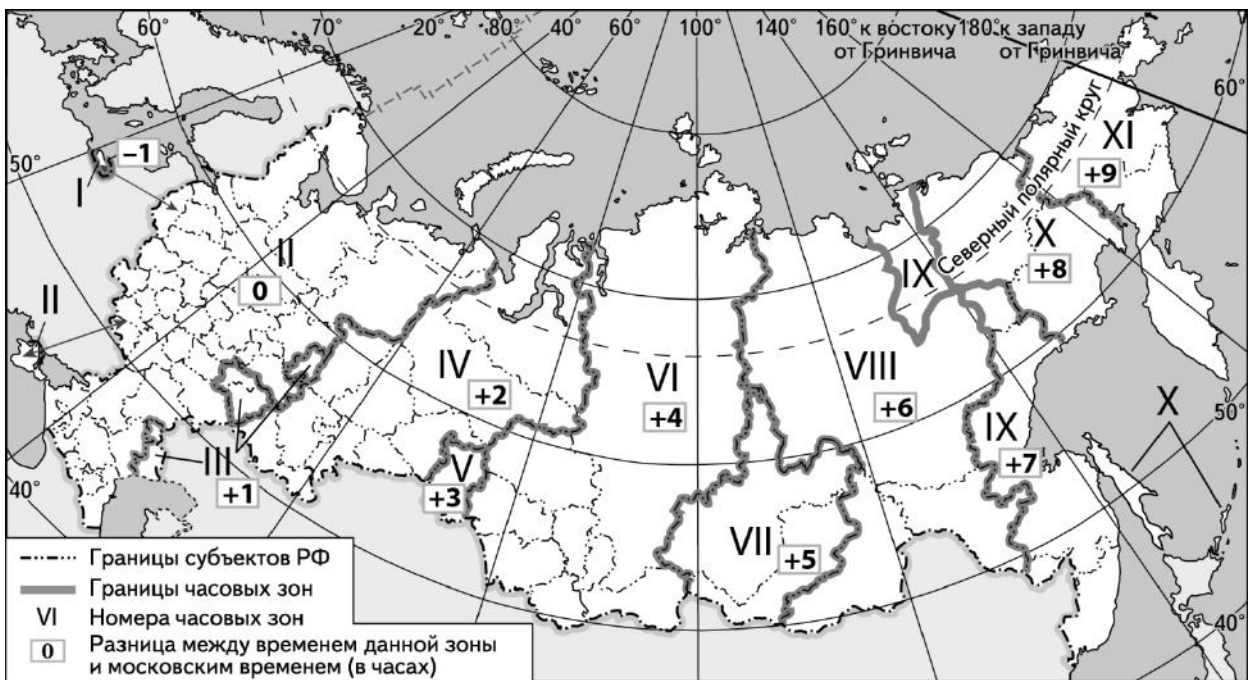 60° 70° 20° 80° 40° 100° 140° 160° к востоку 180° к западу
от Гринвича от Гринвича
60°
50°
–1
I
II
0
II
40°
III
+1
IV
+2
V
+3
VI
+4
VII
+5
VIII
+6
IX
IX
+7
X
+8
XI
+9
Северный полярный круг
X
50°
40°
Границы субъектов РФ
Границы часовых зон
VI Номера часовых зон
0 Разница между временем данной зоны
и московским временем (в часах)